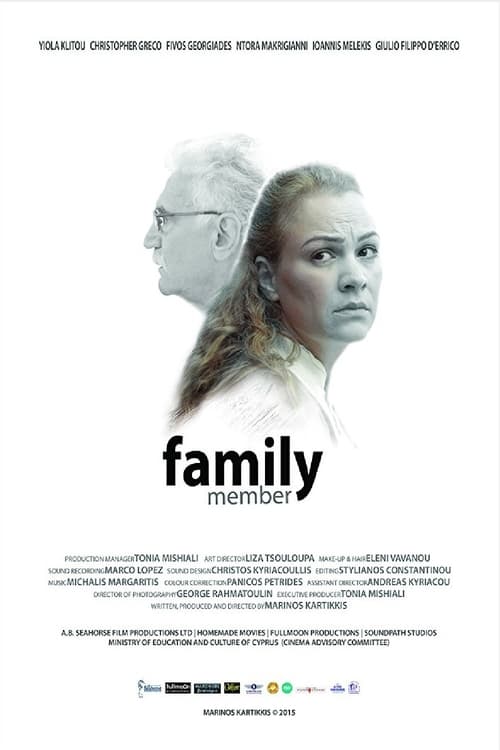 YIOLA KLITOU CHRISTOPHER GRECO FIVOS GEORGIADES NTORA MAKRIGIANNI IOANNIS MELEKIS GIULIO FILIPPO D'ERRICO
family
member
PRODUCTION MANAGER TONIA MISHIALI ART DIRECTOR LIZA TSOULOUPA MAKE-UP & HAIR ELENI VAVANOU
SOUND RECORDING MARCO LOPEZ SOUND DESIGN CHRISTOS KYRIACOULLIS EDITING STYLIANOS CONSTANTINOU
MUSIC MICHALIS MARGARITIS COLOUR CORRECTION PANICOS PETRIDES ASSISTANT DIRECTOR ANDREAS KYRIACOU
DIRECTOR OF PHOTOGRAPHY GEORGE RAHMATOULIN EXECUTIVE PRODUCER TONIA MISHIALI
WRITTEN, PRODUCED AND DIRECTED BY MARINOS KARTIKKIS
A.B. SEAHORSE FILM PRODUCTIONS LTD | HOMEMADE MOVIES | FULLMOON PRODUCTIONS | SOUNDPATH STUDIOS
MINISTRY OF EDUCATION AND CULTURE OF CYPRUS (CINEMA ADVISORY COMMITTEE)
MARINOS KARTIKKIS © 2015